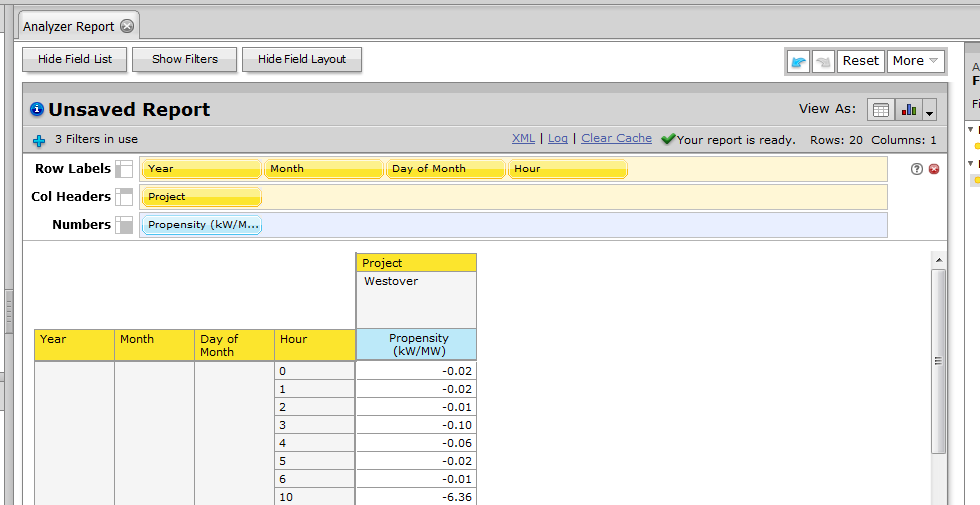 Analyzer Report
Hide Field List Show Filters Hide Field Layout Reset More
Unsaved Report View As:
3 Filters in use XML | Log | Clear Cache Your report is ready. Rows: 20 Columns: 1
Row Labels Year Month Day of Month Hour
Col Headers Project
Numbers Propensity (kW/M...
Project
Westover
Year Month Day of Month Hour Propensity (kW/MW)
0 -0.02
1 -0.02
2 -0.01
3 -0.10
4 -0.06
5 -0.02
6 -0.01
10 -6.36